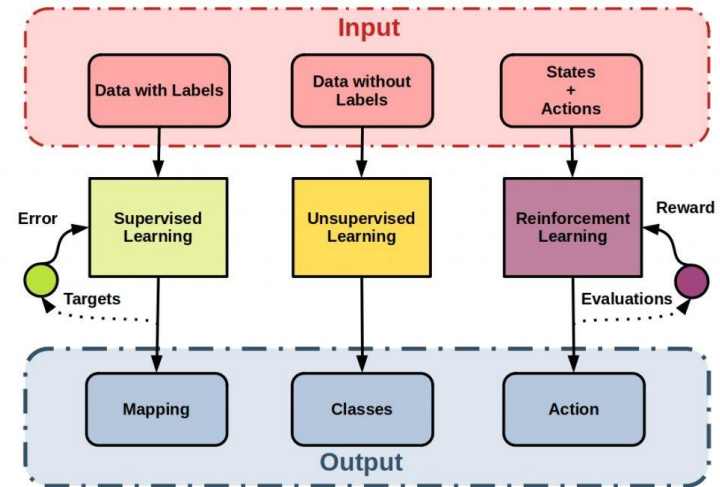 Input
Data with Labels
Data without
Labels
States
+
Actions
Error
Supervised
Learning
Targets
Unsupervised
Learning
Reinforcement
Learning
Reward
Evaluations
Mapping
Classes
Action
Output